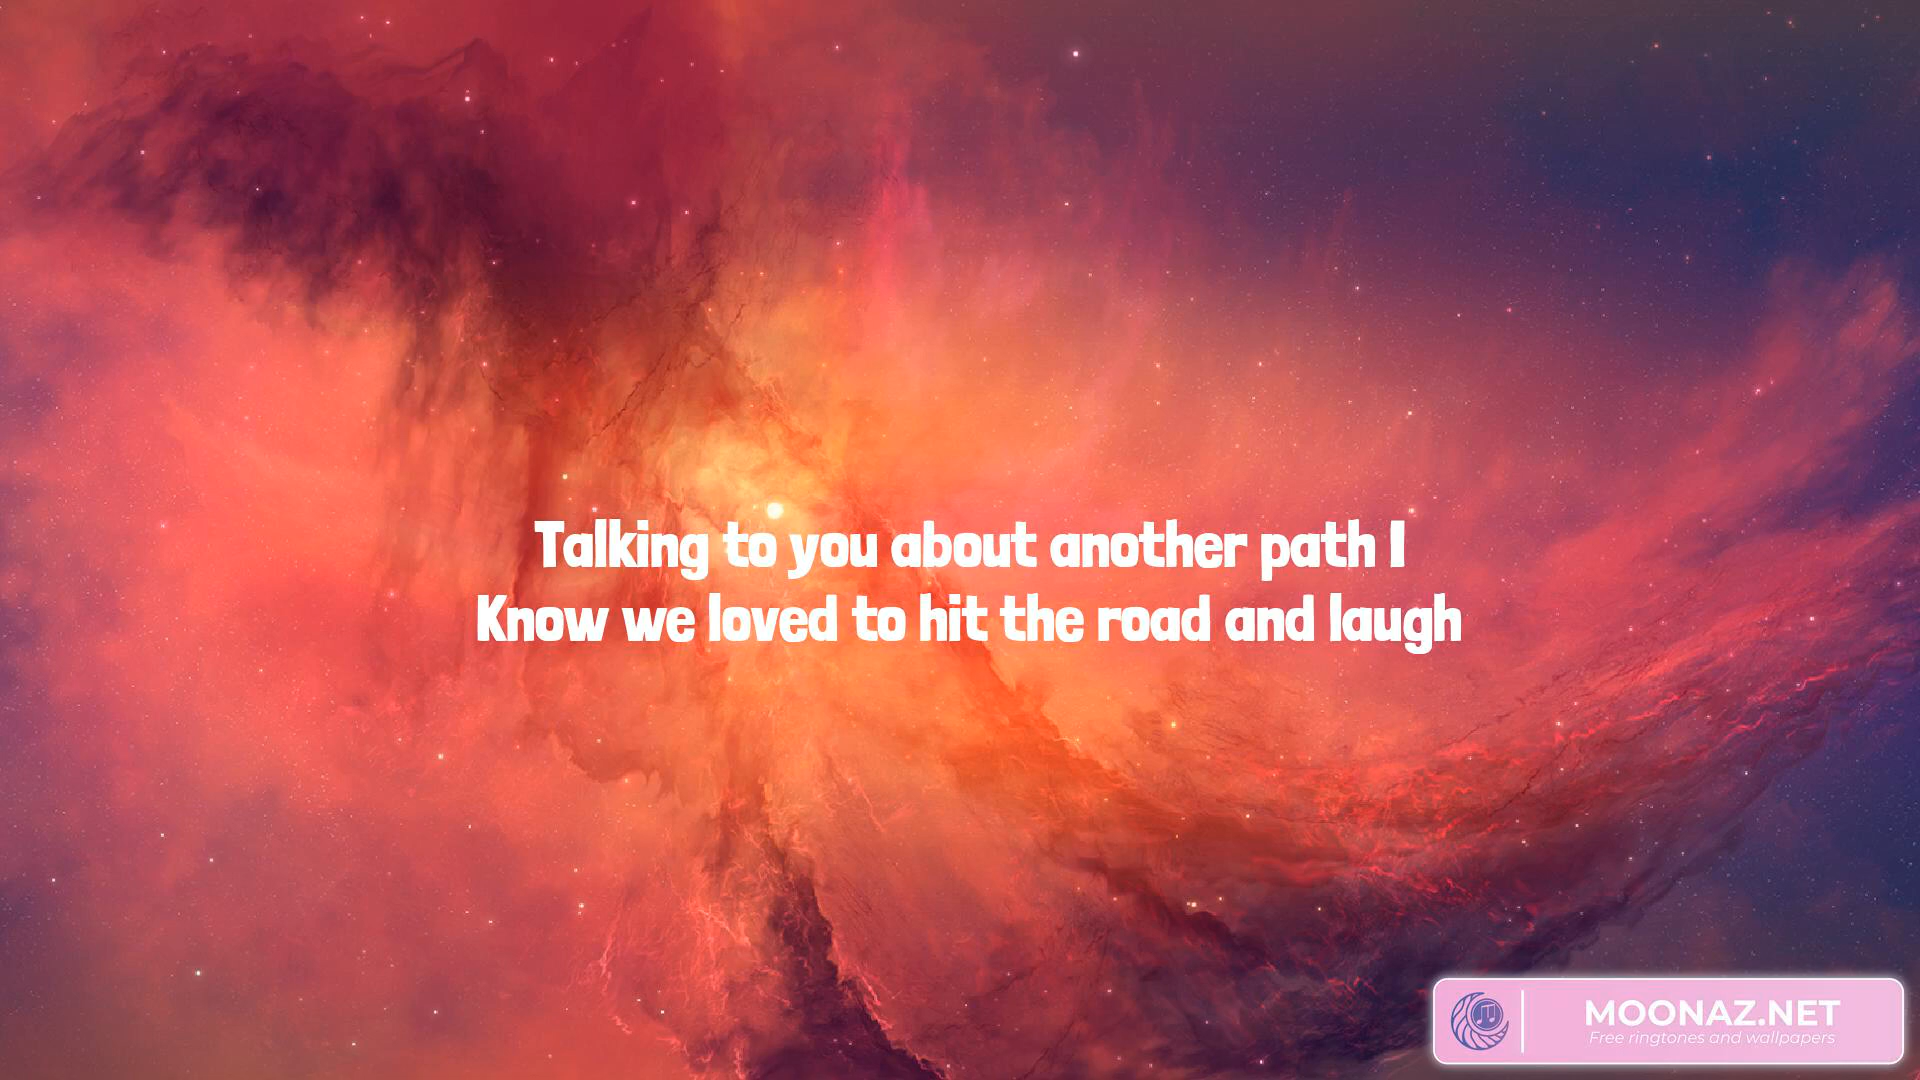 Talking to you about another path I
Know we loved to hit the road and laugh
MOONAZ.NET
Free ringtones and wallpapers